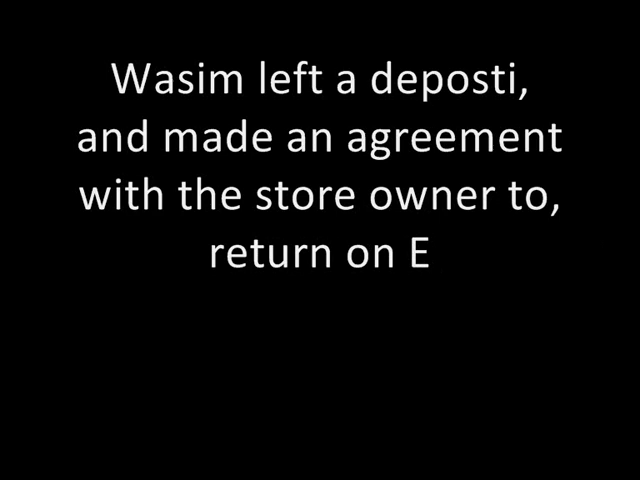 Wasim left a deposti,
and made an agreement
with the store owner to,
return on E